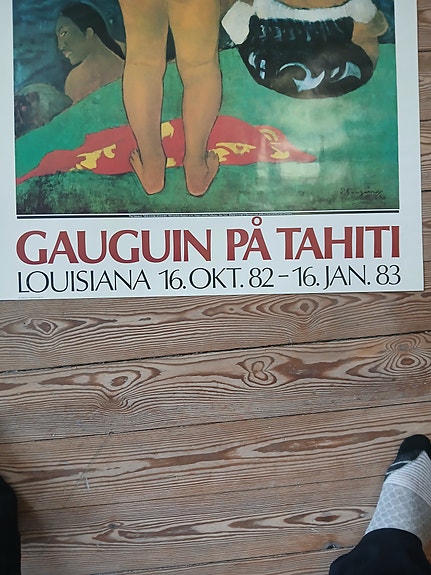 GAUGUIN PÅ TAHITI
LOUISIANA 16. OKT. 82 – 16. JAN. 83